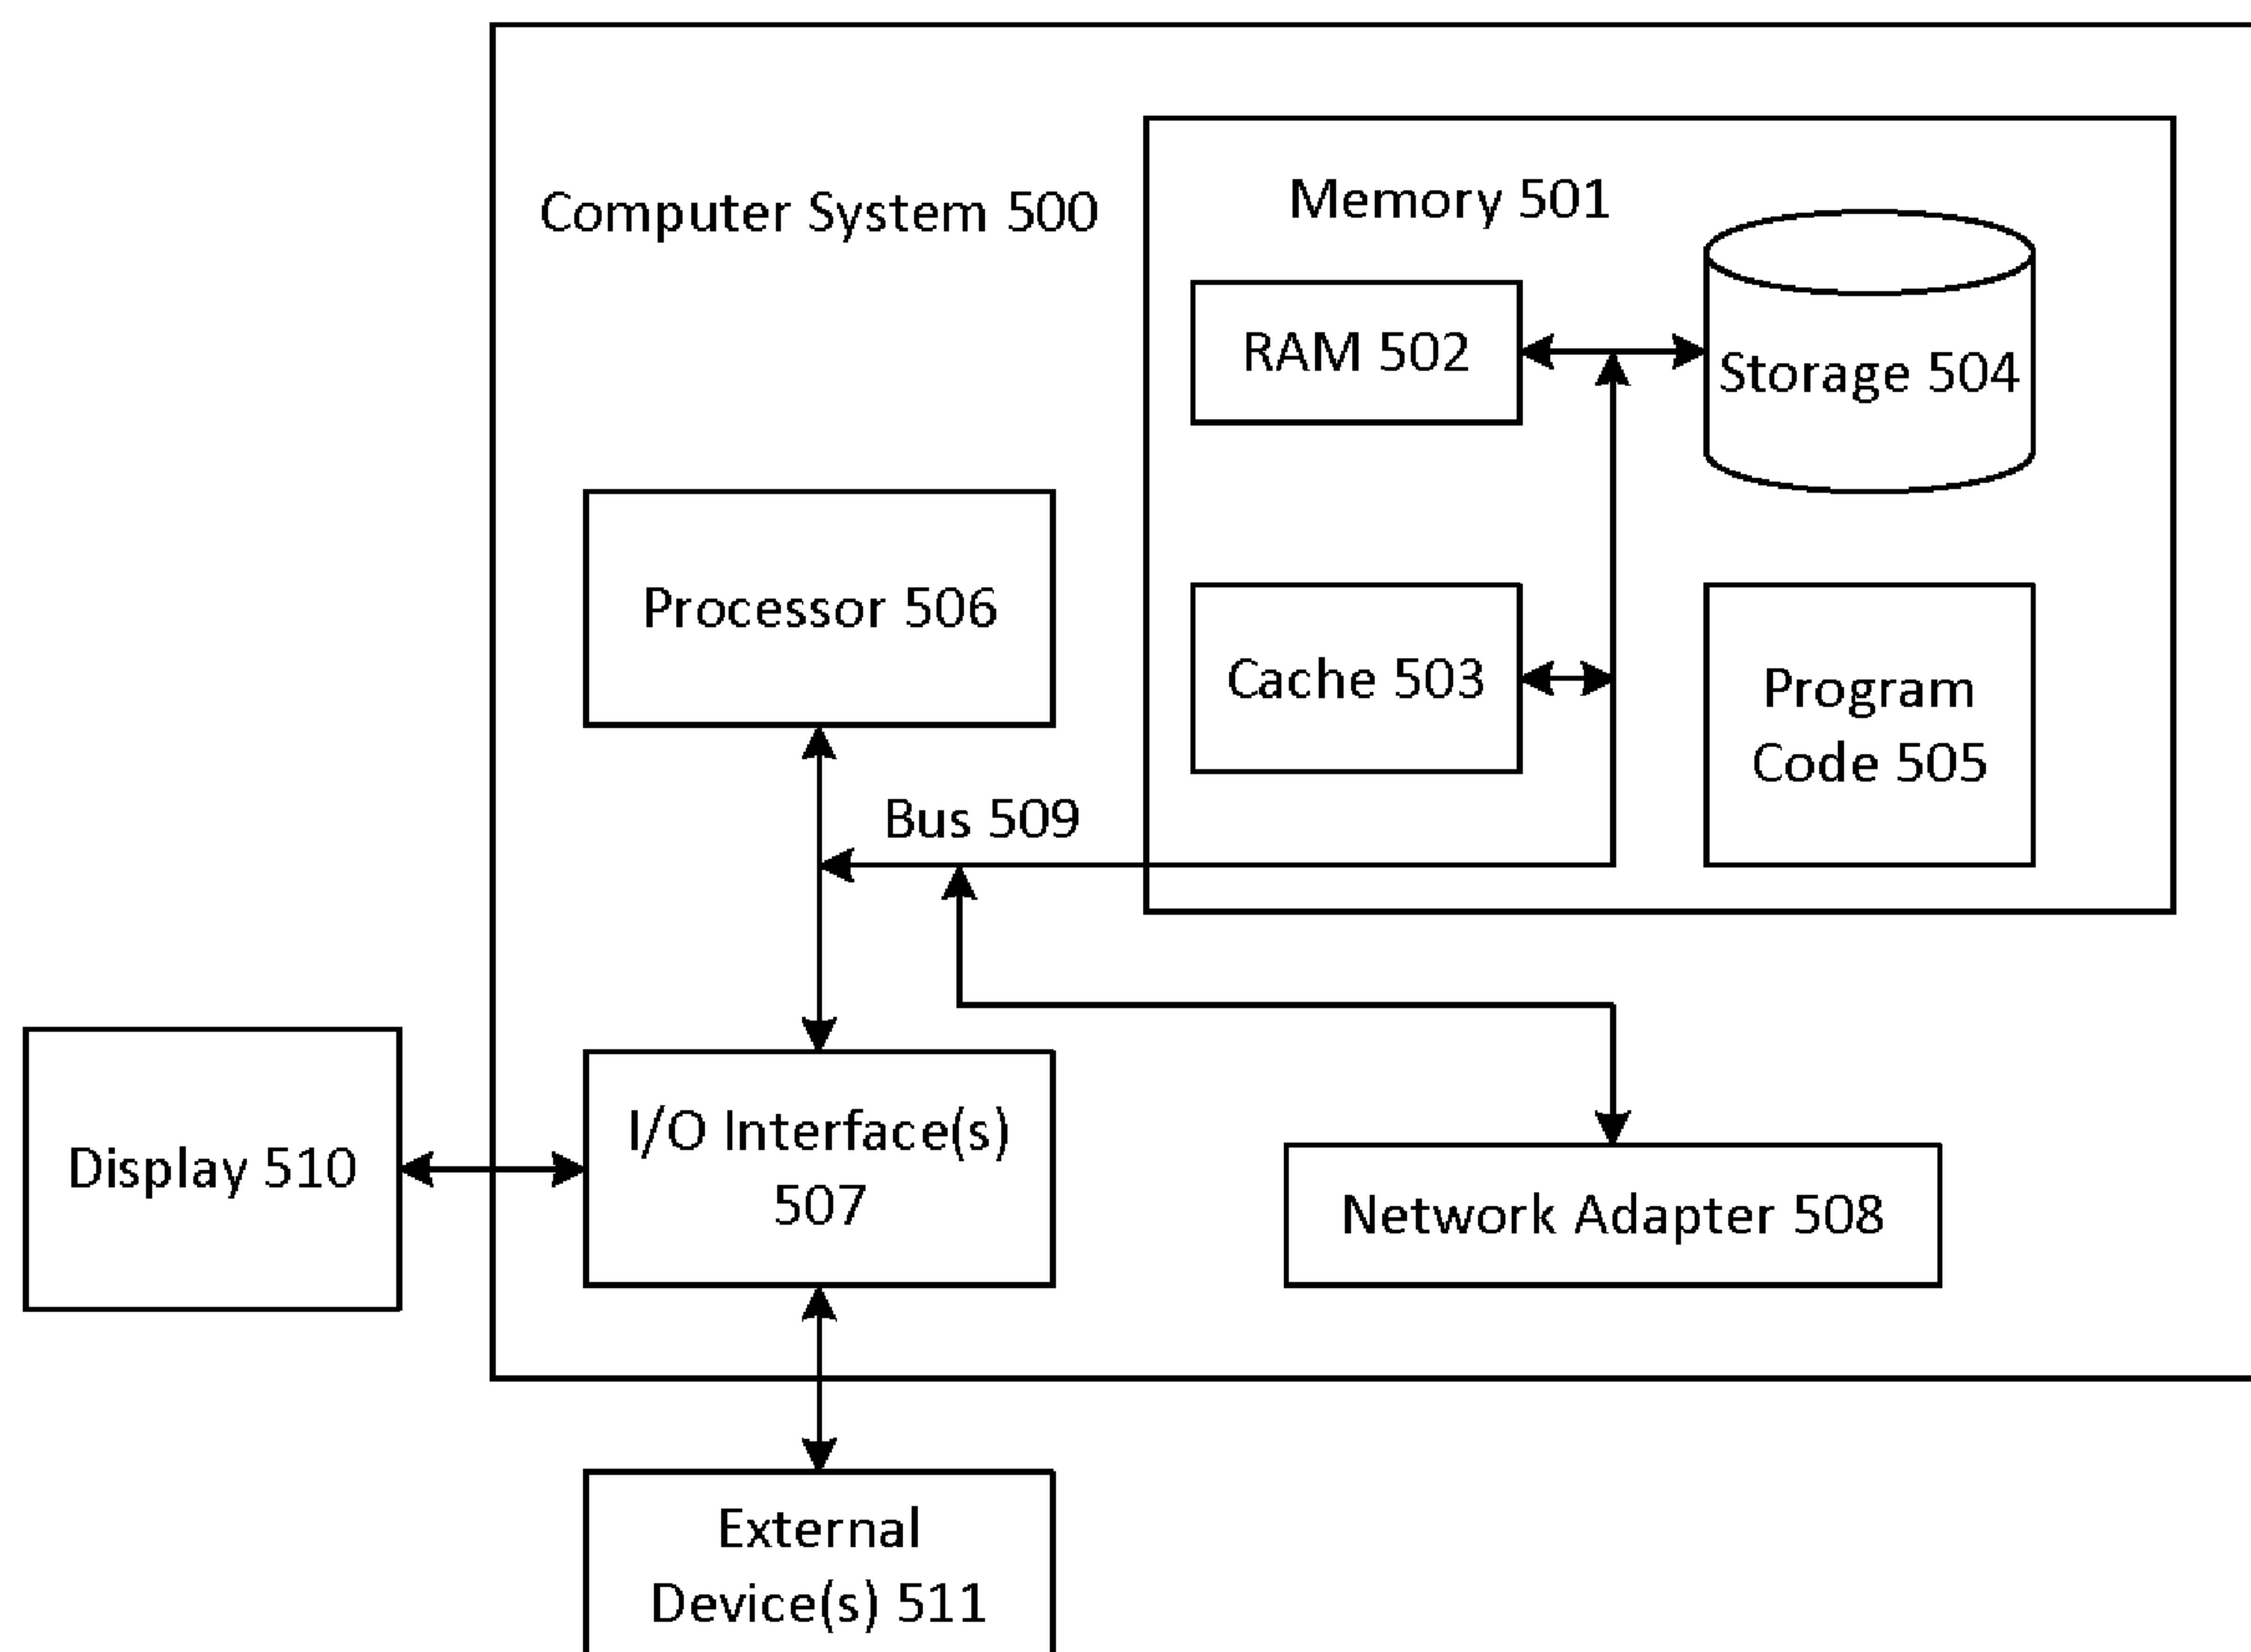 Computer System 500
Memory 501
RAM 502
Storage 504
Processor 506
Cache 503
Program
Code 505
Bus 509
Display 510
I/O Interface(s)
507
Network Adapter 508
External
Device(s) 511